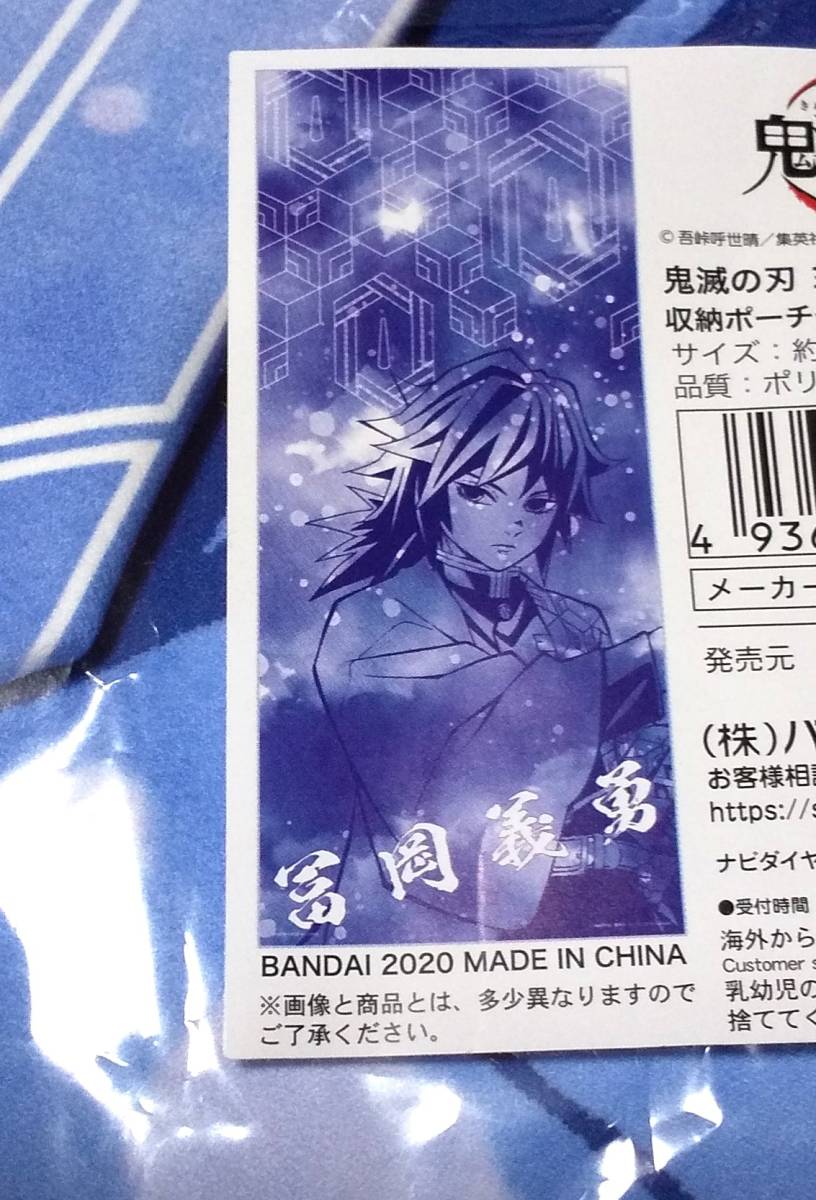 冨岡義勇
BANDAI 2020 MADE IN CHINA
※画像と商品とは、多少異なりますので
ご了承ください。
鬼
©吾峠呼世晴／集英社
鬼滅の刃
収納ポーチ
サイズ：約
品質：ポリ
4 936
メーカー
発売元
(株)バ
お客様相談
https://s
ナビダイヤ
●受付時間
海外から
Customer s
乳幼児の
捨ててく